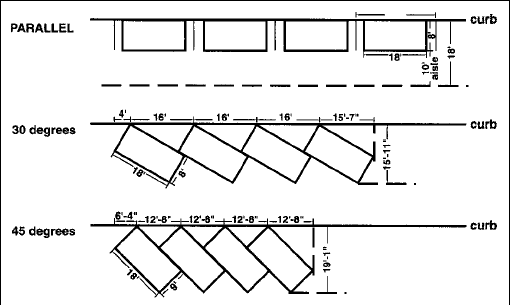 PARALLEL
curb
8'
18'
18'
10'
aisle
30 degrees
4'
16'
16'
16'
15'-7"
curb
18'
8'
15'-11"
45 degrees
6'-4"
12'-8"
12'-8"
12'-8"
12'-8"
curb
18'
9'
19'-1"